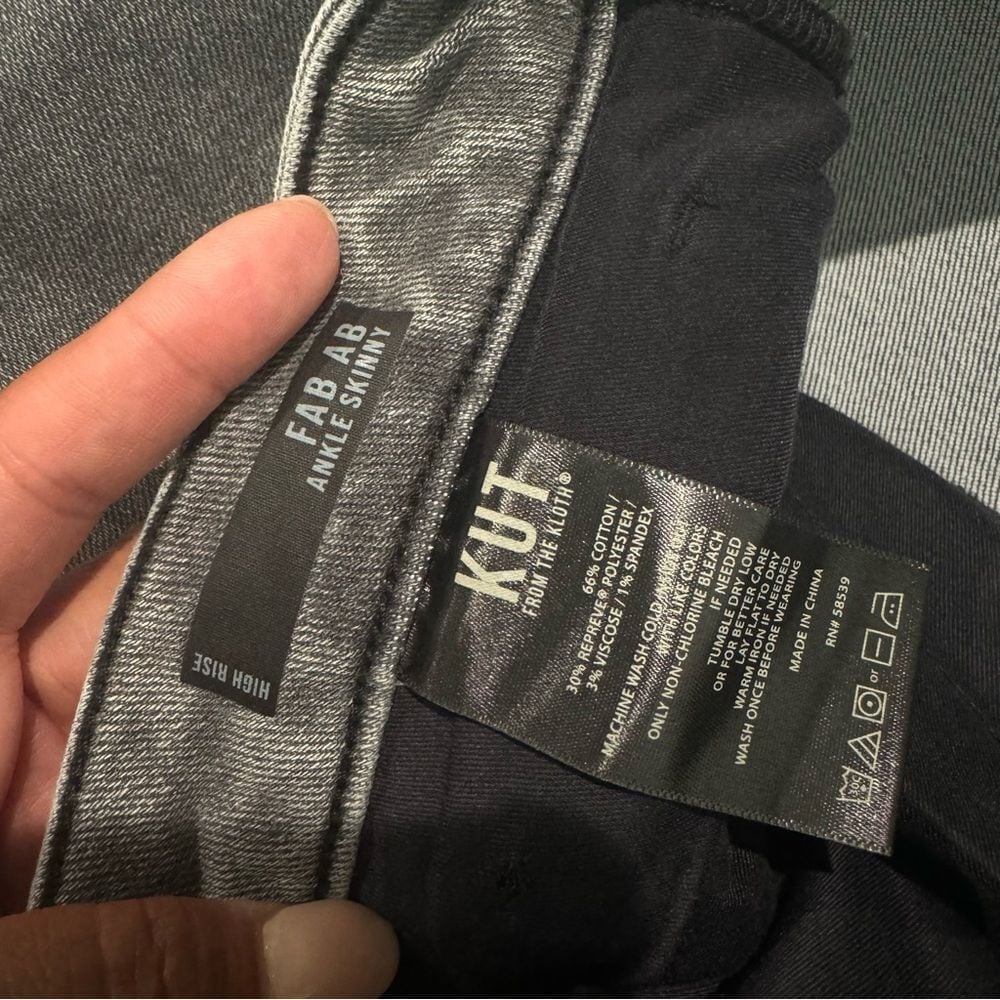 FAB AB
ANKLE SKINNY
HIGH RISE
KUT
FROM THE KLOTH®
66% COTTON /
30% REPREVE® POLYESTER /
3% VISCOSE / 1% SPANDEX
MACHINE WASH COLD
WITH LIKE COLORS
ONLY NON-CHLORINE BLEACH
IF NEEDED
TUMBLE DRY LOW
OR FOR BETTER CARE
LAY FLAT TO DRY
WARM IRON IF NEEDED
WASH ONCE BEFORE WEARING
MADE IN CHINA
RN# 58539
or